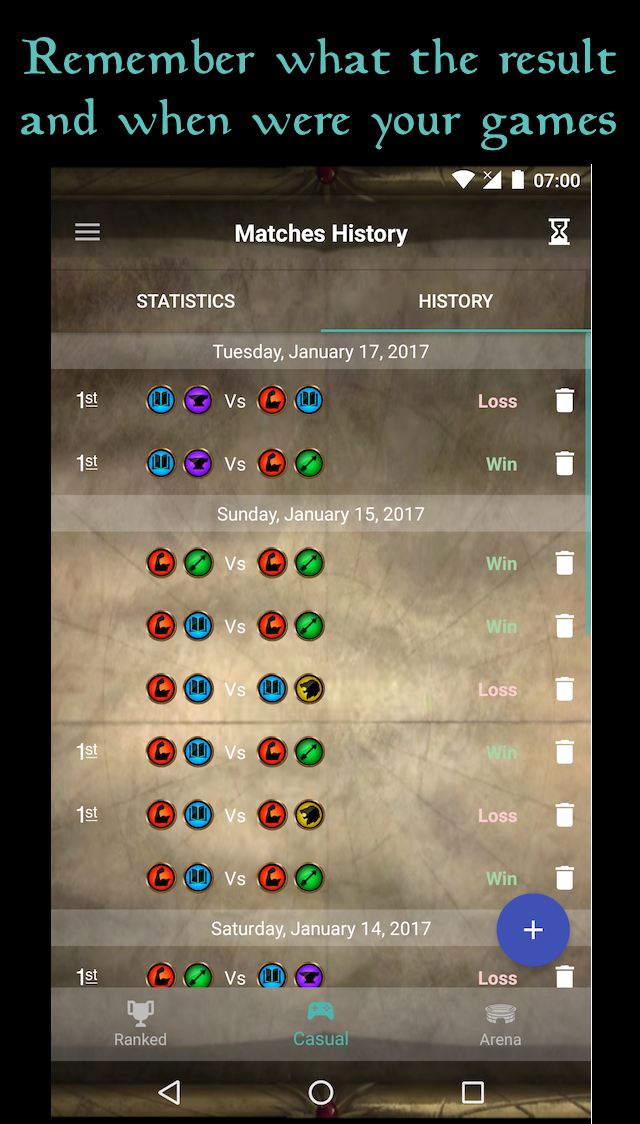 Remember what the result
and when were your games
07:00
Matches History
STATISTICS HISTORY
Tuesday, January 17, 2017
1st Vs Loss
1st Vs Win
Sunday, January 15, 2017
Vs Win
Vs Win
Vs Loss
1st Vs Win
1st Vs Loss
Vs Win
Saturday, January 14, 2017
+
1st Vs Loss
Ranked Casual Arena